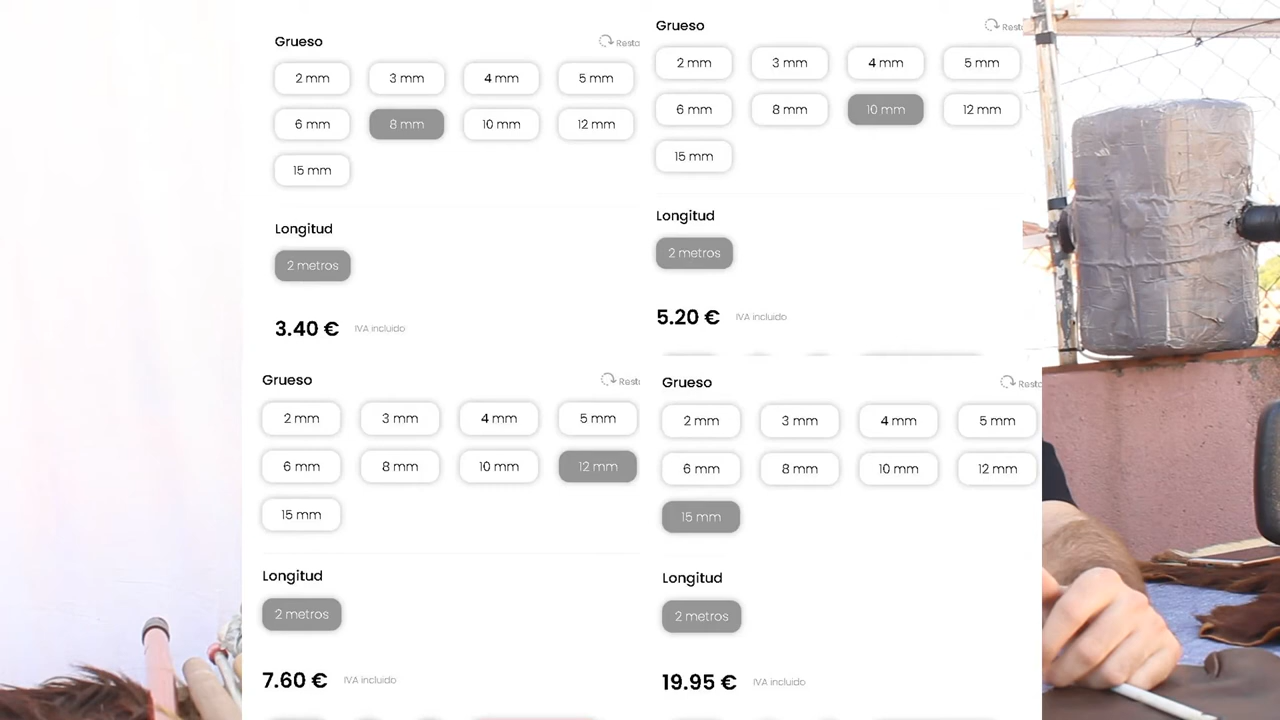 Grueso
2 mm 3 mm 4 mm 5 mm
6 mm 8 mm 10 mm 12 mm
15 mm
Longitud
2 metros
3.40 € IVA incluido
Grueso
2 mm 3 mm 4 mm 5 mm
6 mm 8 mm 10 mm 12 mm
15 mm
Longitud
2 metros
5.20 € IVA incluido
Grueso
2 mm 3 mm 4 mm 5 mm
6 mm 8 mm 10 mm 12 mm
15 mm
Longitud
2 metros
7.60 € IVA incluido
Grueso
2 mm 3 mm 4 mm 5 mm
6 mm 8 mm 10 mm 12 mm
15 mm
Longitud
2 metros
19.95 € IVA incluido